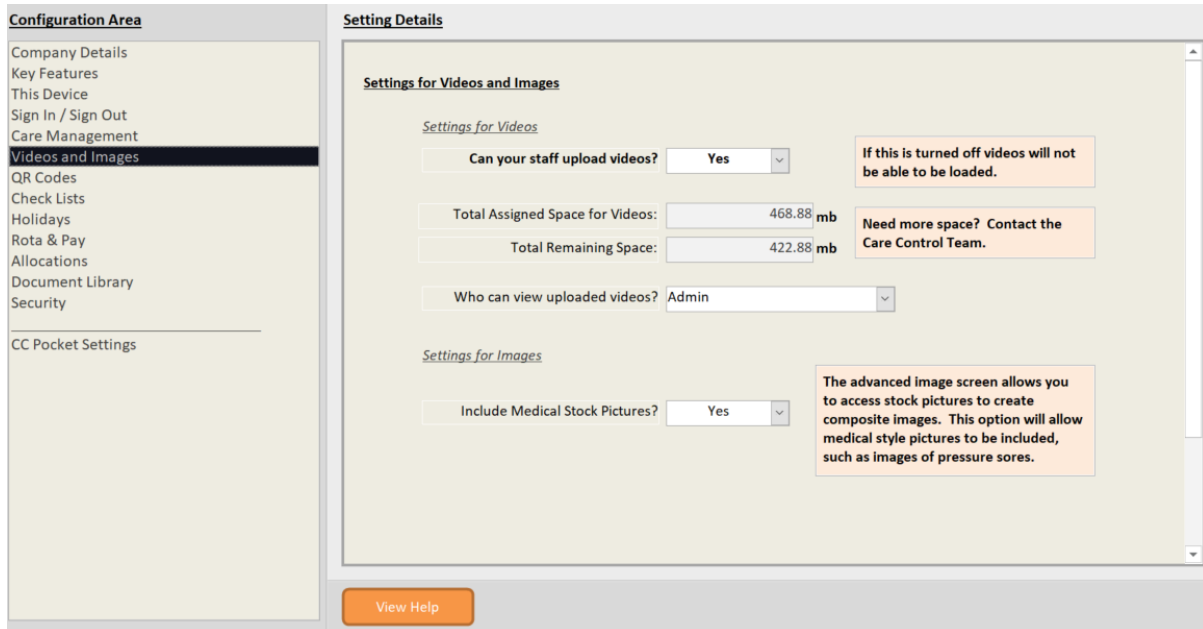 Configuration Area
Company Details
Key Features
This Device
Sign In / Sign Out
Care Management
Videos and Images
QR Codes
Check Lists
Holidays
Rota & Pay
Allocations
Document Library
Security
CC Pocket Settings
Setting Details
Settings for Videos and Images
Settings for Videos
Can your staff upload videos? Yes
If this is turned off videos will not
be able to be loaded.
Total Assigned Space for Videos: 468.88 mb
Total Remaining Space: 422.88 mb
Need more space? Contact the
Care Control Team.
Who can view uploaded videos? Admin
Settings for Images
Include Medical Stock Pictures? Yes
The advanced image screen allows you
to access stock pictures to create
composite images. This option will allow
medical style pictures to be included,
such as images of pressure sores.
View Help